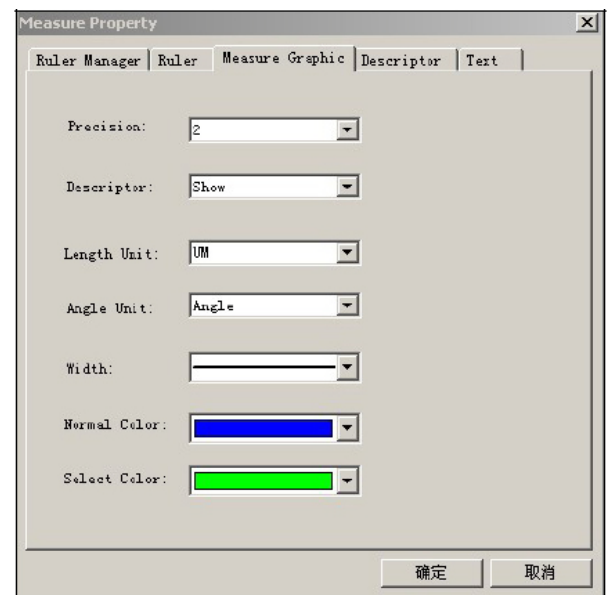 Measure Property
Ruler Manager Ruler Measure Graphic Descriptor Text
Precision: 2
Descriptor: Show
Length Unit: UM
Angle Unit: Angle
Width:
Normal Color:
Select Color:
确定 取消